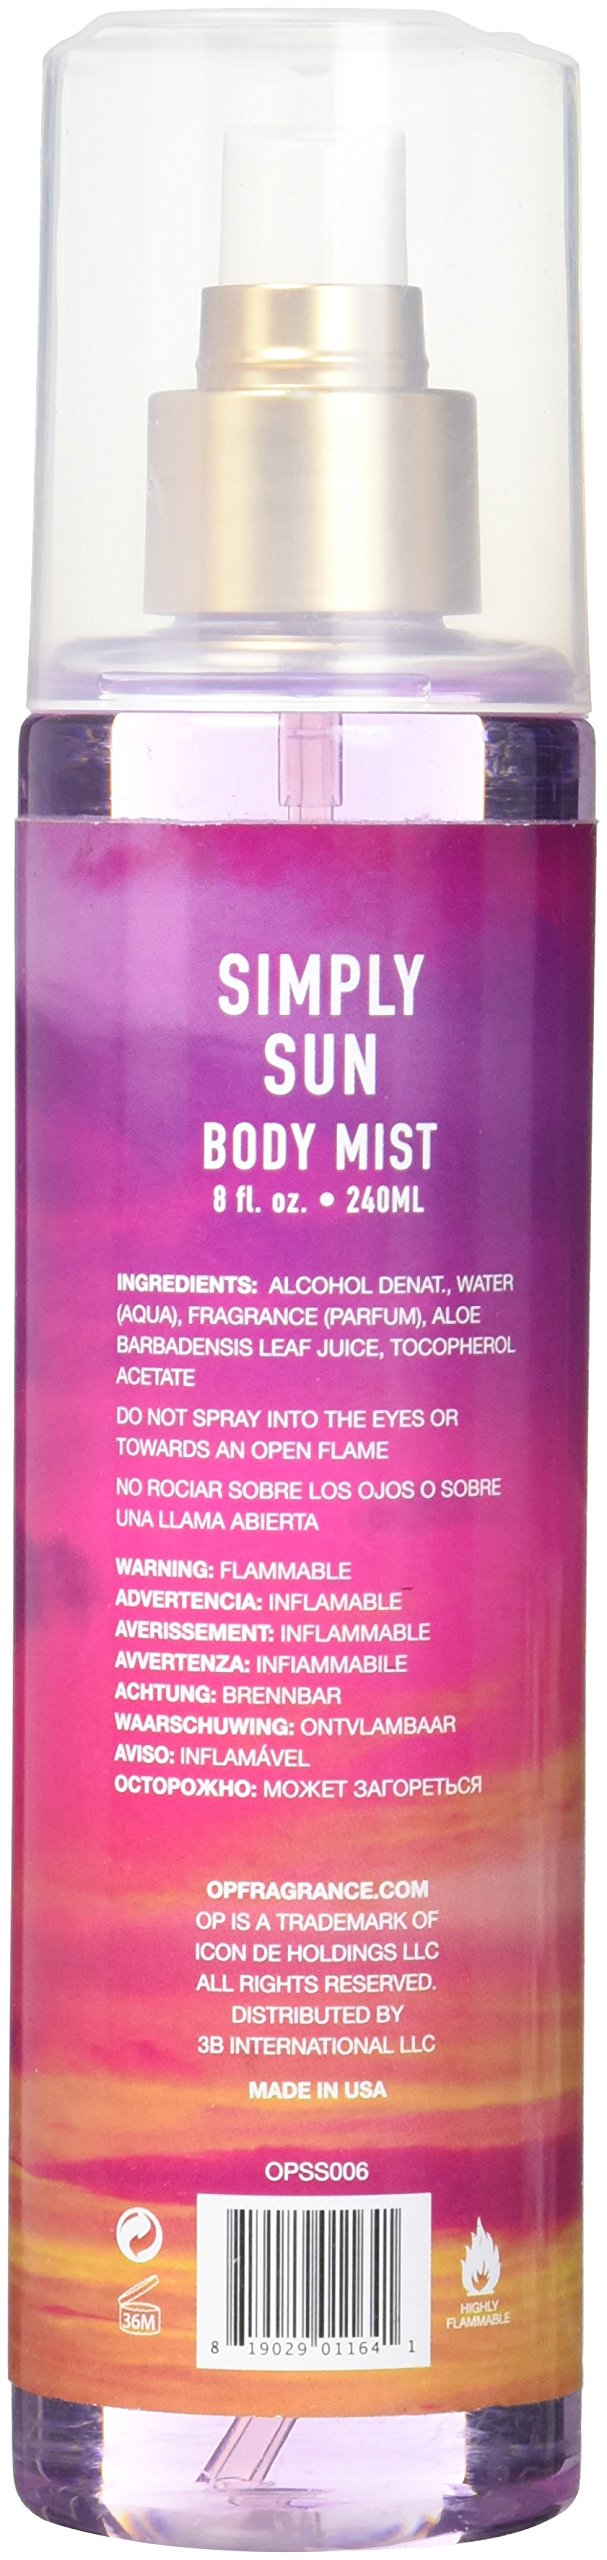 SIMPLY
SUN
BODY MIST
8 fl. oz. • 240ML
INGREDIENTS: ALCOHOL DENAT., WATER
(AQUA), FRAGRANCE (PARFUM), ALOE
BARBADENSIS LEAF JUICE, TOCOPHEROL
ACETATE
DO NOT SPRAY INTO THE EYES OR
TOWARDS AN OPEN FLAME
NO ROCIAR SOBRE LOS OJOS O SOBRE
UNA LLAMA ABIERTA
WARNING: FLAMMABLE
ADVERTENCIA: INFLAMABLE
AVERISSEMENT: INFLAMMABLE
AVVERTENZA: INFIAMMABILE
ACHTUNG: BRENNBAR
WAARSCHUWING: ONTVLAMBAAR
AVISO: INFLAMÁVEL
ОСТОРОЖНО: МОЖЕТ ЗАГОРЕТЬСЯ
OPFRAGRANCE.COM
OP IS A TRADEMARK OF
ICON DE HOLDINGS LLC
ALL RIGHTS RESERVED.
DISTRIBUTED BY
3B INTERNATIONAL LLC
MADE IN USA
OPSS006
36M
HIGHLY
FLAMMABLE
8 19029 01164 1